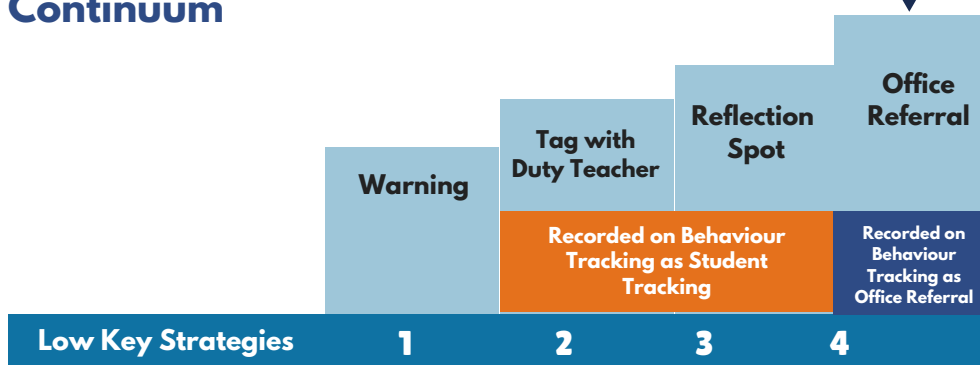 Continuum
Warning
Tag with
Duty Teacher
Reflection
Spot
Office
Referral
Recorded on Behaviour
Tracking as Student
Tracking
Recorded on
Behaviour
Tracking as
Office Referral
Low Key Strategies 1 2 3 4